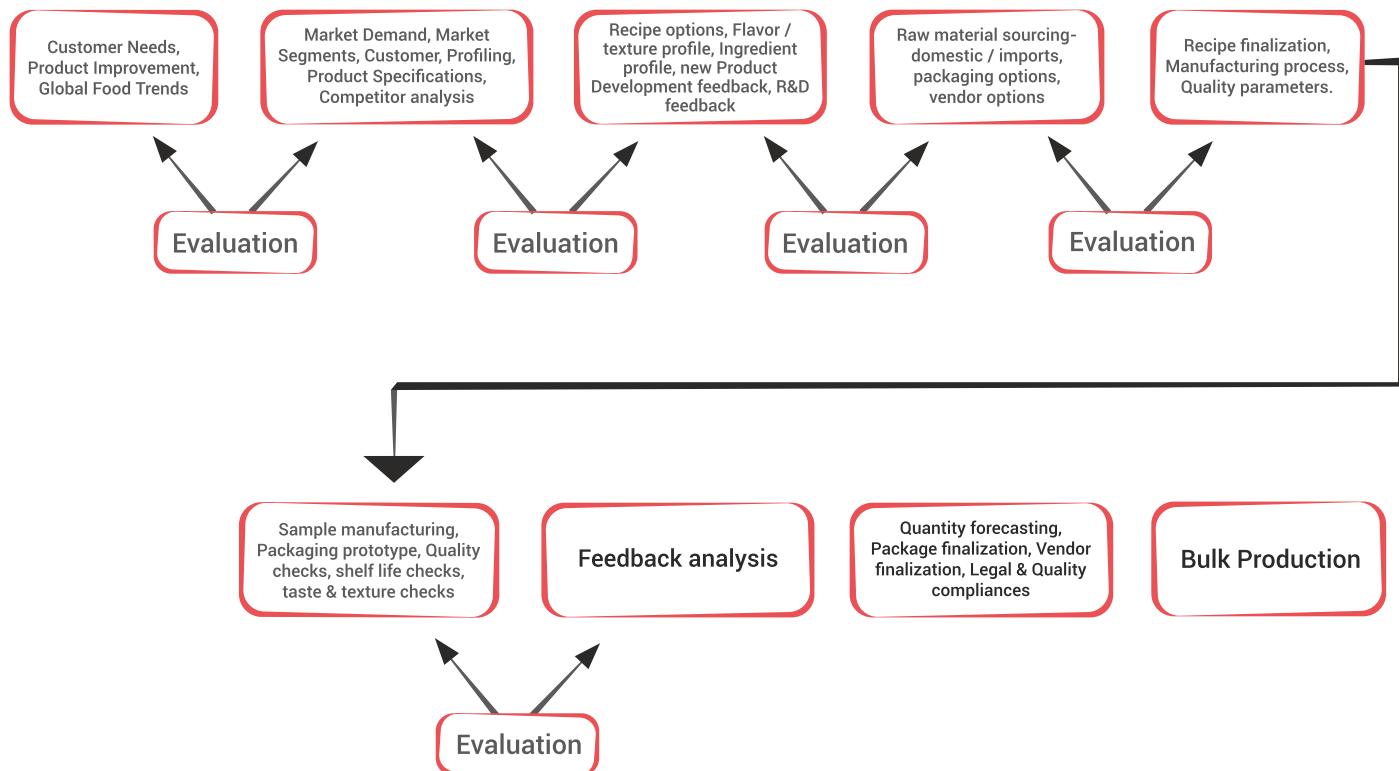 Customer Needs,
Product Improvement,
Global Food Trends
Market Demand, Market
Segments, Customer, Profiling,
Product Specifications,
Competitor analysis
Recipe options, Flavor /
texture profile, Ingredient
profile, new Product
Development feedback, R&D
feedback
Raw material sourcing-
domestic / imports,
packaging options,
vendor options
Recipe finalization,
Manufacturing process,
Quality parameters.
Evaluation
Evaluation
Evaluation
Evaluation
Sample manufacturing,
Packaging prototype, Quality
checks, shelf life checks,
taste & texture checks
Feedback analysis
Quantity forecasting,
Package finalization, Vendor
finalization, Legal & Quality
compliances
Bulk Production
Evaluation